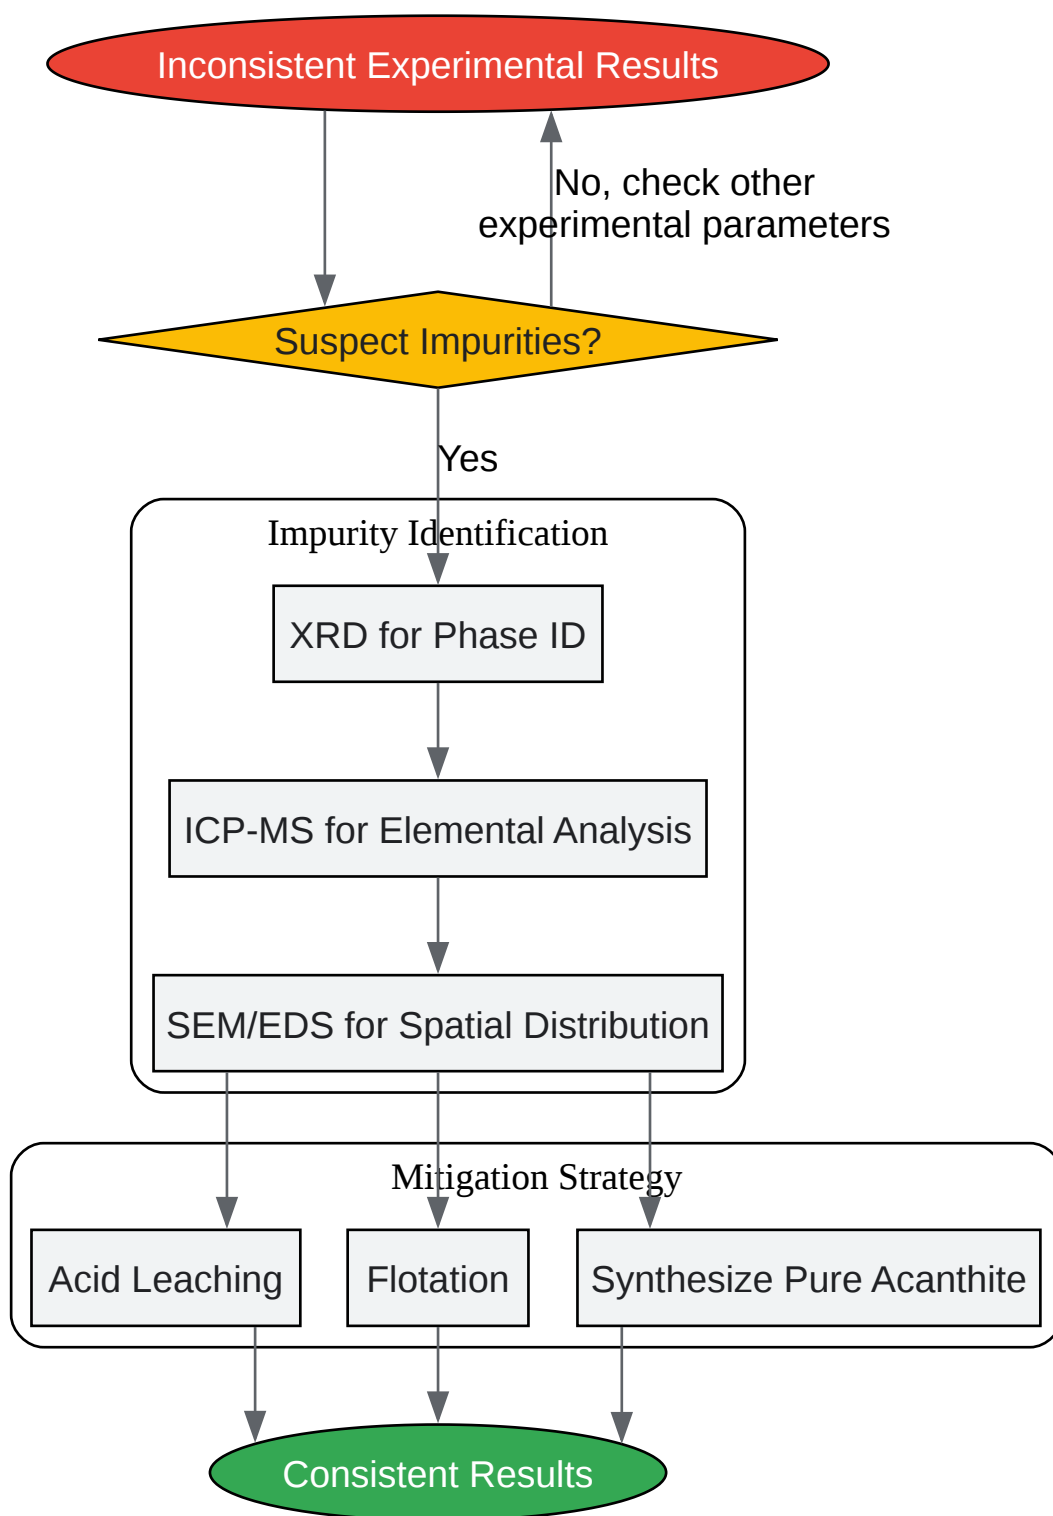 Inconsistent Experimental Results
No, check other
experimental parameters
Suspect Impurities?
Yes
Impurity Identification
XRD for Phase ID
ICP-MS for Elemental Analysis
SEM/EDS for Spatial Distribution
Mitigation Strategy
Acid Leaching
Flotation
Synthesize Pure Acanthite
Consistent Results